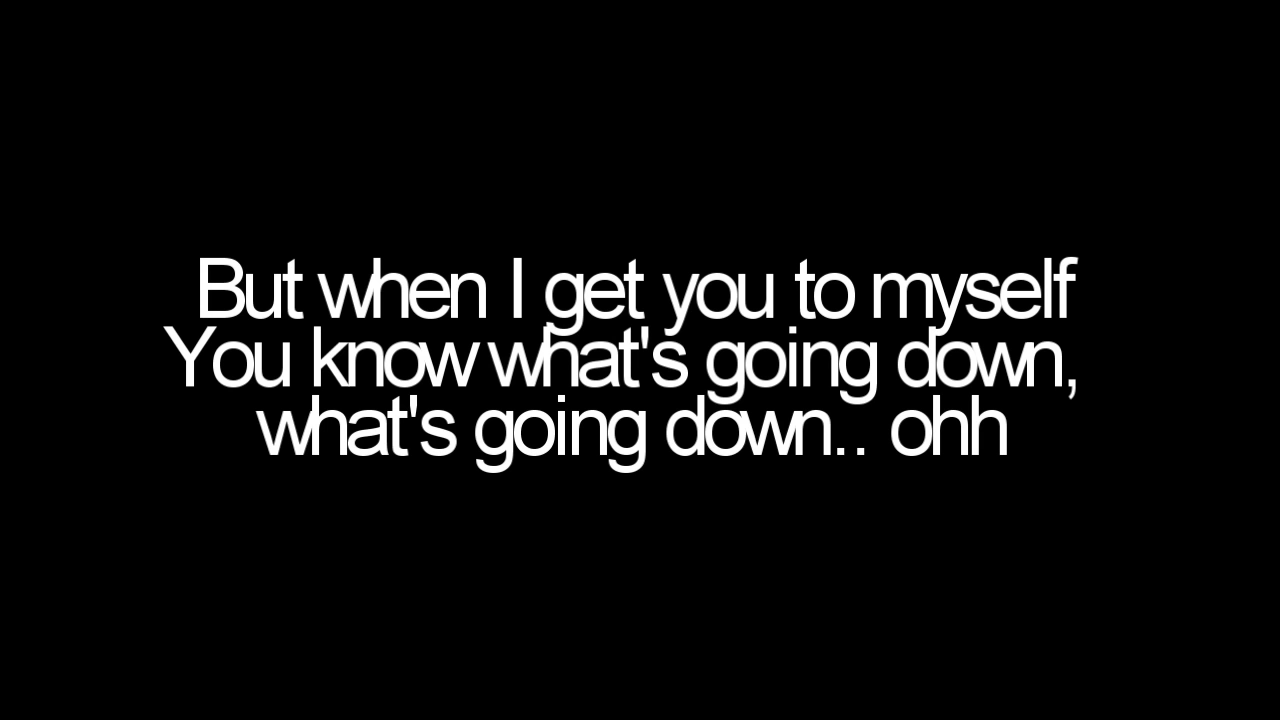 But when I get you to myself
You know what's going down,
what's going down.. ohh